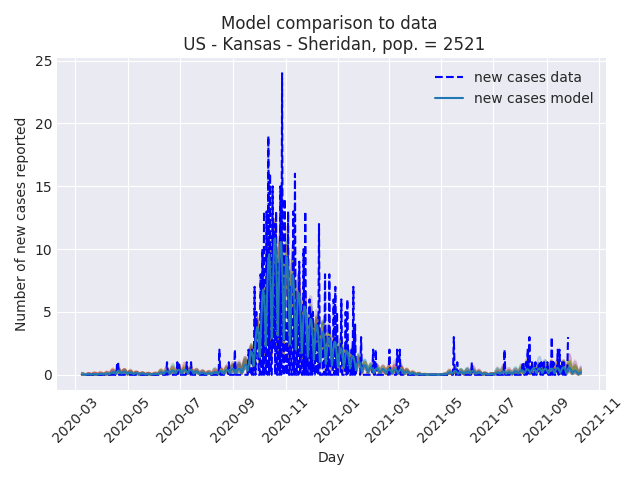 Model comparison to data
US - Kansas - Sheridan, pop. = 2521
new cases data
new cases model
Number of new cases reported
25
20
15
10
5
0
2020-03
2020-05
2020-07
2020-09
2020-11
2021-01
2021-03
2021-05
2021-07
2021-09
2021-11
Day